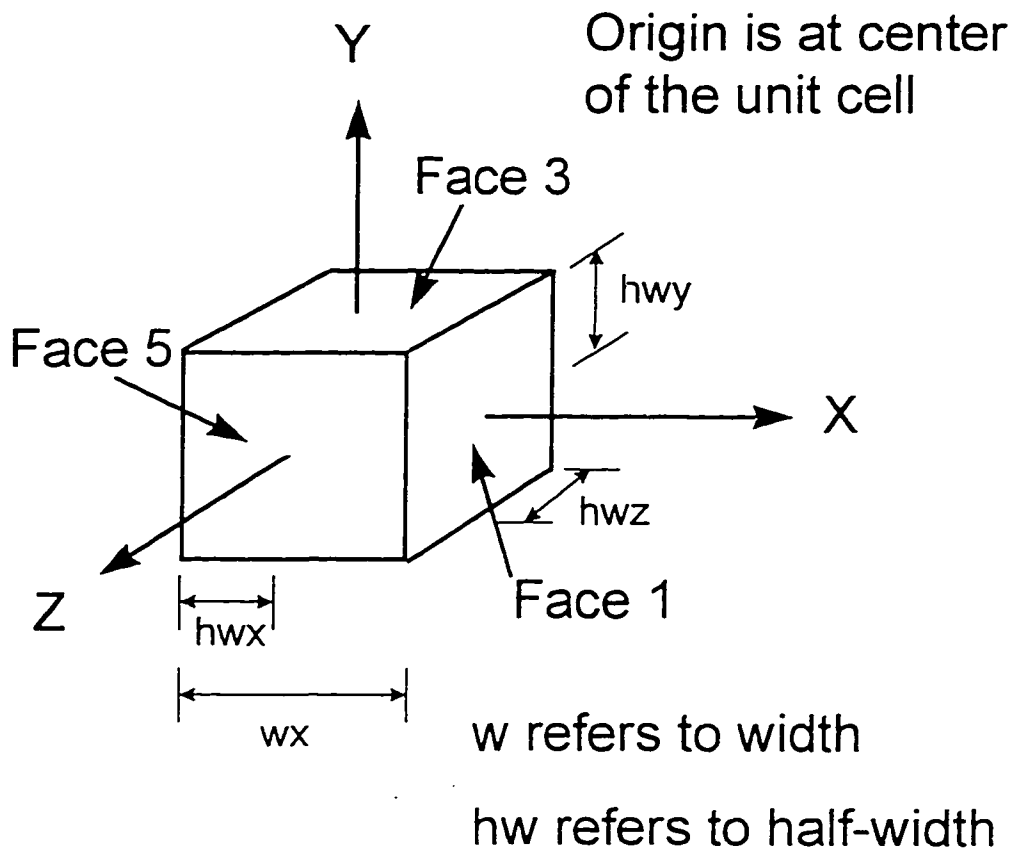 Y
Origin is at center
of the unit cell
Face 3
hwy
Face 5
X
hwz
Z
Face 1
hwx
wx
w refers to width
hw refers to half-width